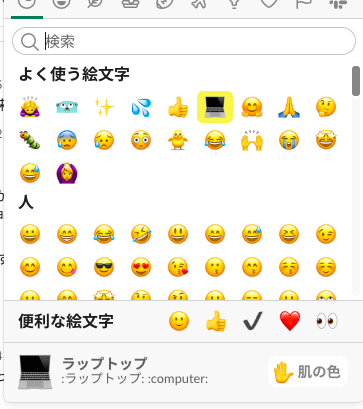 検索
よく使う絵文字
人
便利な絵文字
ラップトップ
:ラップトップ: :computer:
肌の色